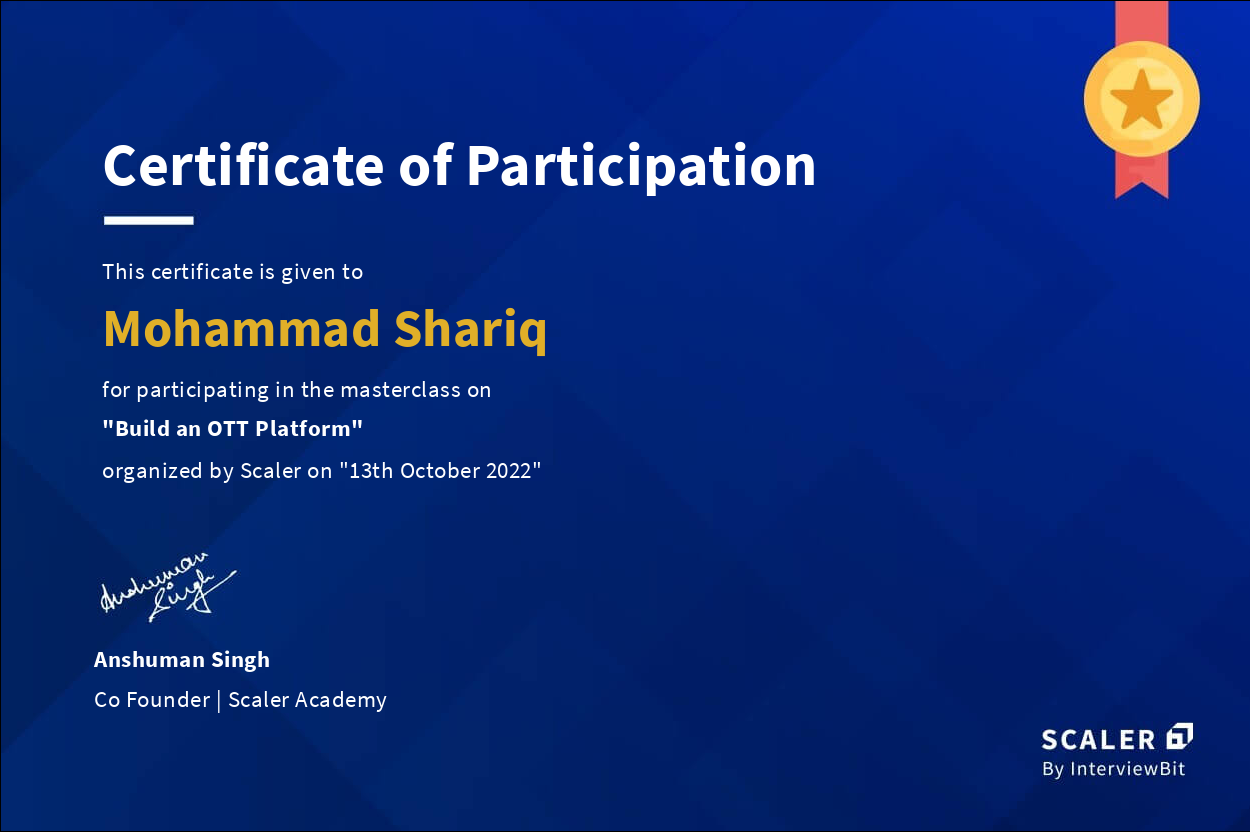 Certificate of Participation
This certificate is given to
Mohammad Shariq
for participating in the masterclass on
"Build an OTT Platform"
organized by Scaler on "13th October 2022"
Anshuman
Singh
Anshuman Singh
Co Founder | Scaler Academy
SCALER
By InterviewBit